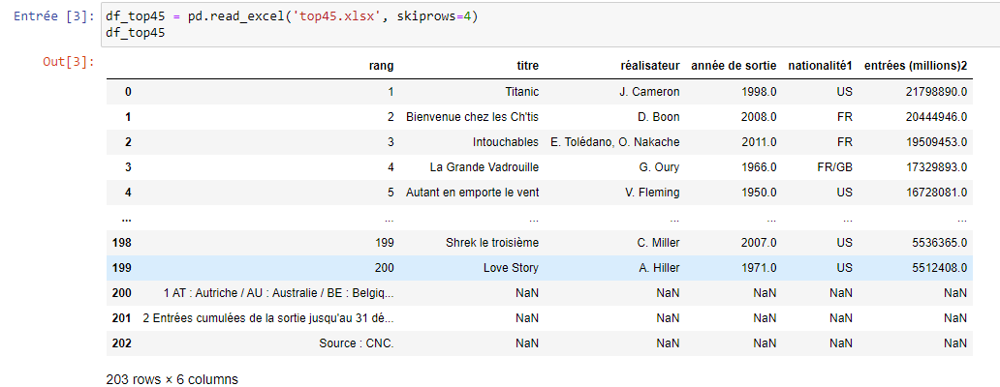 Entrée [3]: df_top45 = pd.read_excel('top45.xlsx', skiprows=4)
df_top45
Out[3]:
rang titre réalisateur année de sortie nationalité1 entrées (millions)2
0 1 Titanic J. Cameron 1998.0 US 21798890.0
1 2 Bienvenue chez les Ch'tis D. Boon 2008.0 FR 20444946.0
2 3 Intouchables E. Tolédano, O. Nakache 2011.0 FR 19509453.0
3 4 La Grande Vadrouille G. Oury 1966.0 FR/GB 17329893.0
4 5 Autant en emporte le vent V. Fleming 1950.0 US 16728081.0
... ... ... ... ... ... ...
198 199 Shrek le troisième C. Miller 2007.0 US 5536365.0
199 200 Love Story A. Hiller 1971.0 US 5512408.0
200 1 AT : Autriche / AU : Australie / BE : Belgiq... NaN NaN NaN NaN NaN
201 2 Entrées cumulées de la sortie jusqu'au 31 dé... NaN NaN NaN NaN NaN
202 Source : CNC. NaN NaN NaN NaN NaN
203 rows × 6 columns